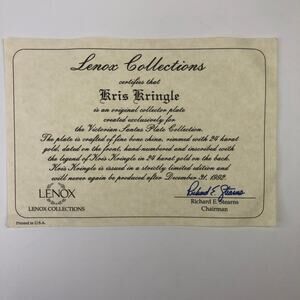 Lenox Collections
certifies that
Kris Kringle
is an original collector plate
created exclusively for
the Victorian Santas Plate Collection.
The plate is crafted of fine bone china, rimmed with 24 karat
gold, dated on the front, hand-numbered and inscribed with
the legend of Kris Kringle in 24 karat gold on the back.
Kris Kringle is issued in a strictly limited edition and
will never again be produced after December 31, 1992.
LENOX
LENOX COLLECTIONS
Richard E. Stearns
Richard E. Stearns
Chairman
Printed in U.S.A.